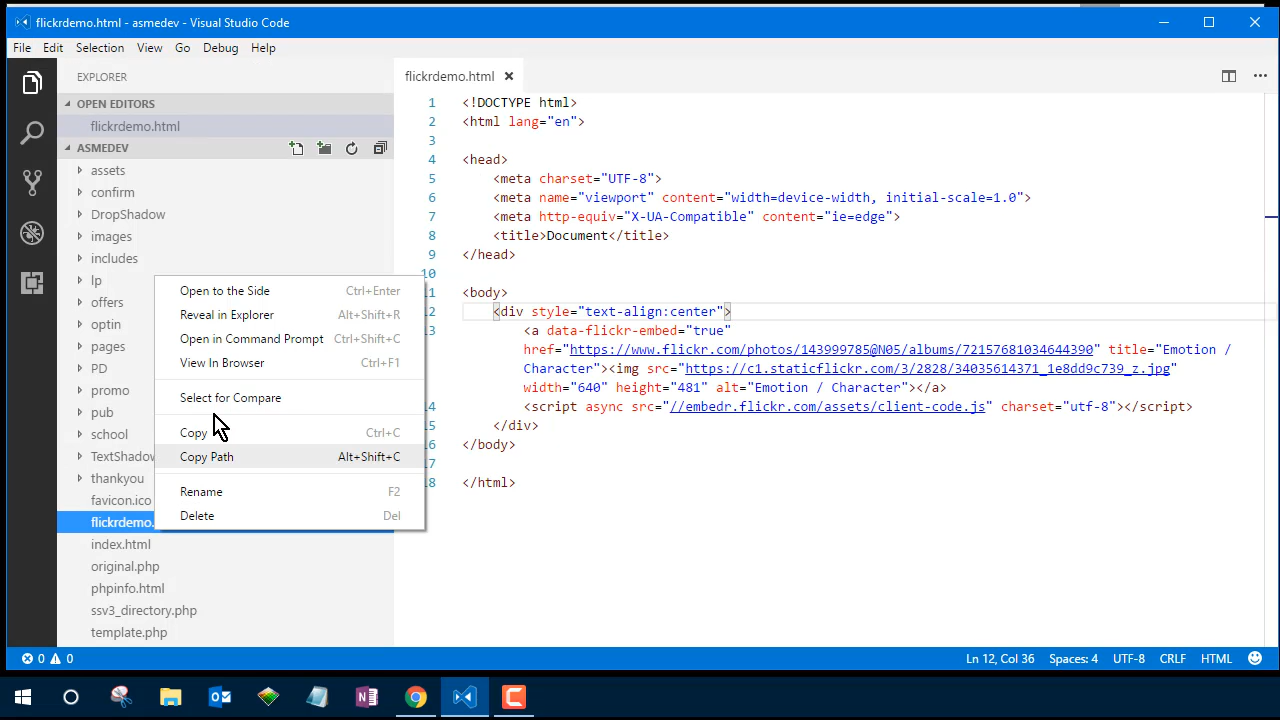 flickrdemo.html - asmedev - Visual Studio Code
File Edit Selection View Go Debug Help
EXPLORER
OPEN EDITORS
flickrdemo.html
ASMEDEV
assets
confirm
DropShadow
images
includes
lp
offers
optin
pages
PD
promo
pub
school
TextShadow
thankyou
favicon.ico
flickrdemo.
index.html
original.php
phpinfo.html
ssv3_directory.php
template.php
Open to the Side Ctrl+Enter
Reveal in Explorer Alt+Shift+R
Open in Command Prompt Ctrl+Shift+C
View In Browser Ctrl+F1
Select for Compare
Copy Ctrl+C
Copy Path Alt+Shift+C
Rename F2
Delete Del
flickrdemo.html
1 <!DOCTYPE html>
2 <html lang="en">
3
4 <head>
5 <meta charset="UTF-8">
6 <meta name="viewport" content="width=device-width, initial-scale=1.0">
7 <meta http-equiv="X-UA-Compatible" content="ie=edge">
8 <title>Document</title>
9 </head>
10
11 <body>
12 <div style="text-align:center">
13 <a data-flickr-embed="true"
href="https://www.flickr.com/photos/143999785@N05/albums/72157681034644390" title="Emotion /
Character"><img src="https://c1.staticflickr.com/3/2828/34035614371_1e8dd9c739_z.jpg"
width="640" height="481" alt="Emotion / Character"></a>
14 <script async src="//embedr.flickr.com/assets/client-code.js" charset="utf-8"></script>
15 </div>
16 </body>
17
18 </html>
0 0
Ln 12, Col 36 Spaces: 4 UTF-8 CRLF HTML